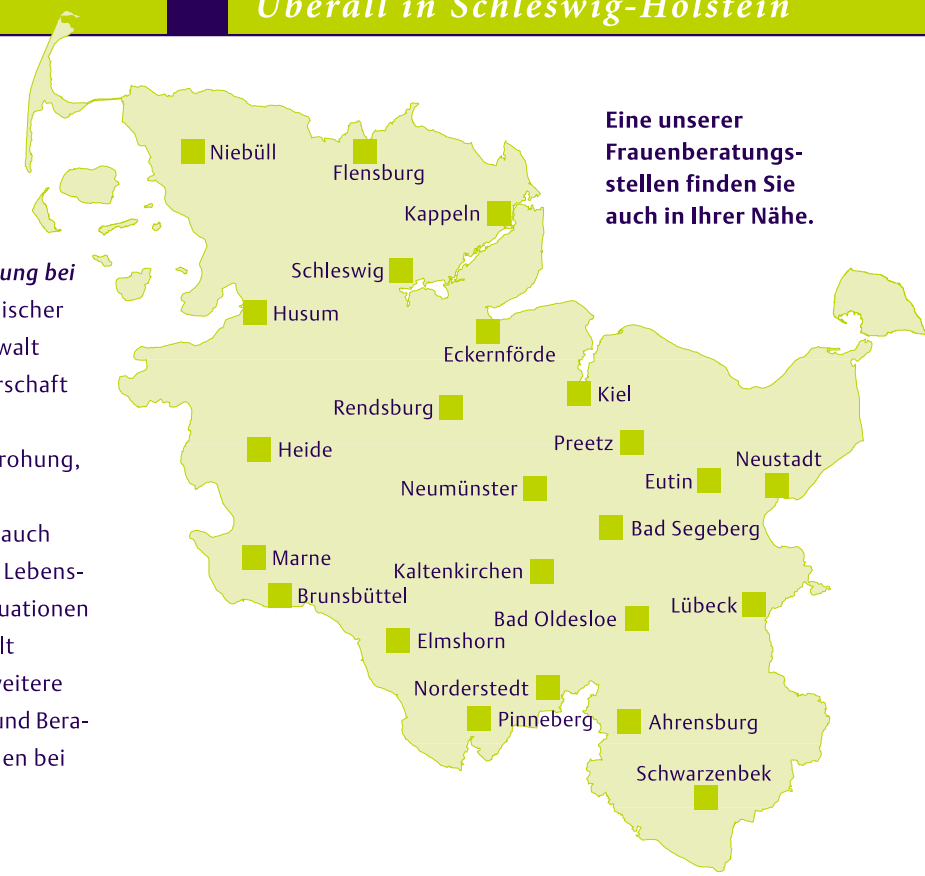 Überall in Schleswig-Holstein
Eine unserer
Frauenberatungs-
stellen finden Sie
auch in Ihrer Nähe.
ung bei
ischer
walt
rschaft
rohung,
auch
Lebens-
uationen
lt
weitere
und Bera-
en bei
Niebüll
Flensburg
Kappeln
Schleswig
Husum
Eckernförde
Kiel
Rendsburg
Preetz
Heide
Neustadt
Eutin
Neumünster
Bad Segeberg
Marne
Kaltenkirchen
Brunsbüttel
Lübeck
Bad Oldesloe
Elmshorn
Norderstedt
Pinneberg
Ahrensburg
Schwarzenbek